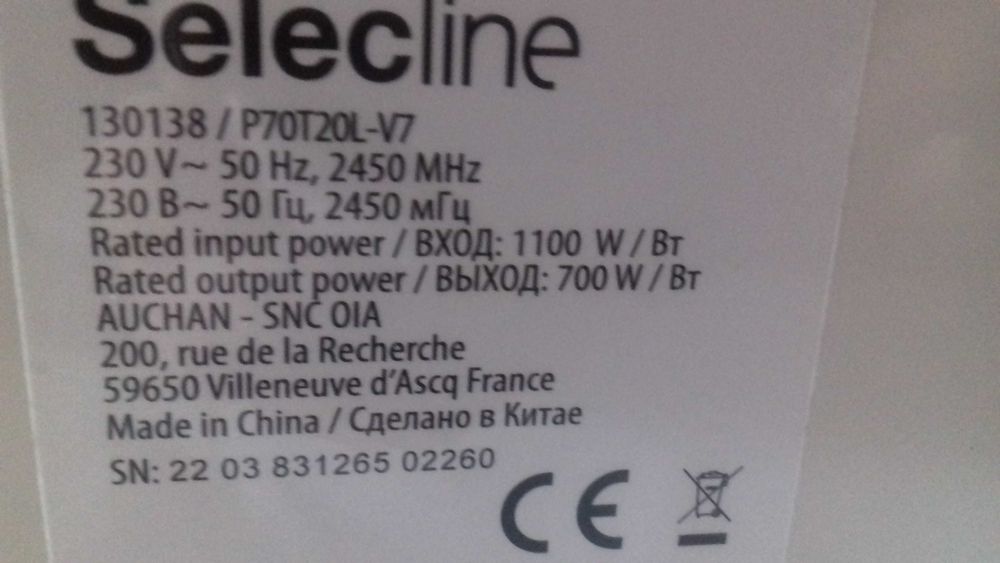 Selecline
130138 / P70T20L-V7
230 V~ 50 Hz, 2450 MHz
230 В~ 50 Гц, 2450 мГц
Rated input power / ВХОД: 1100 W / Вт
Rated output power / ВЫХОД: 700 W / Вт
AUCHAN - SNC OIA
200, rue de la Recherche
59650 Villeneuve d'Ascq France
Made in China / Сделано в Китае
SN: 22 03 831265 02260
CE